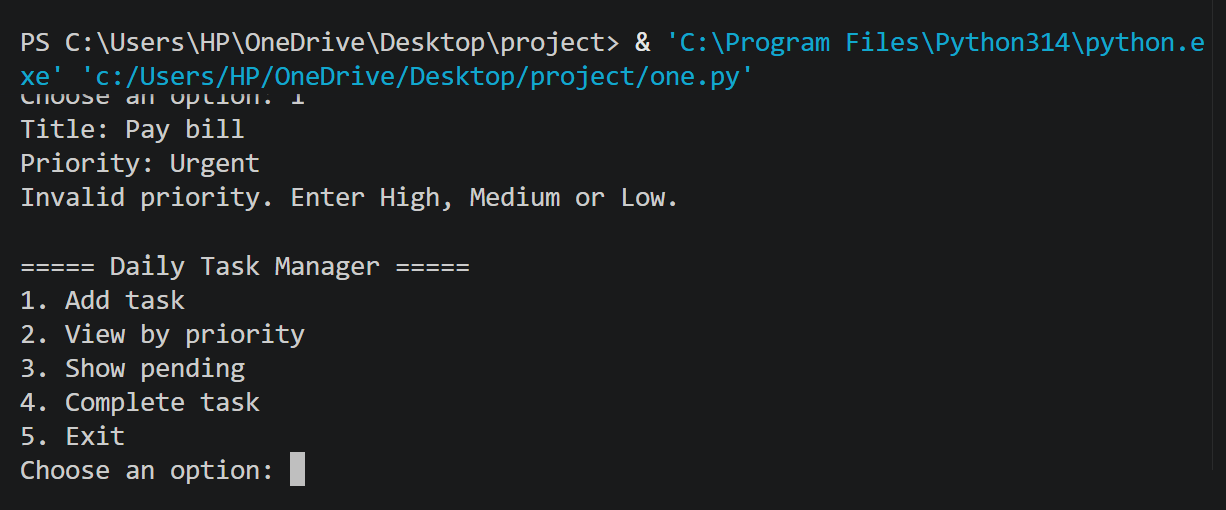 PS C:\Users\HP\OneDrive\Desktop\project> & 'C:\Program Files\Python314\python.e
xe' 'c:/Users/HP/OneDrive/Desktop/project/one.py'
Choose an option: 1
Title: Pay bill
Priority: Urgent
Invalid priority. Enter High, Medium or Low.
===== Daily Task Manager =====
1. Add task
2. View by priority
3. Show pending
4. Complete task
5. Exit
Choose an option: